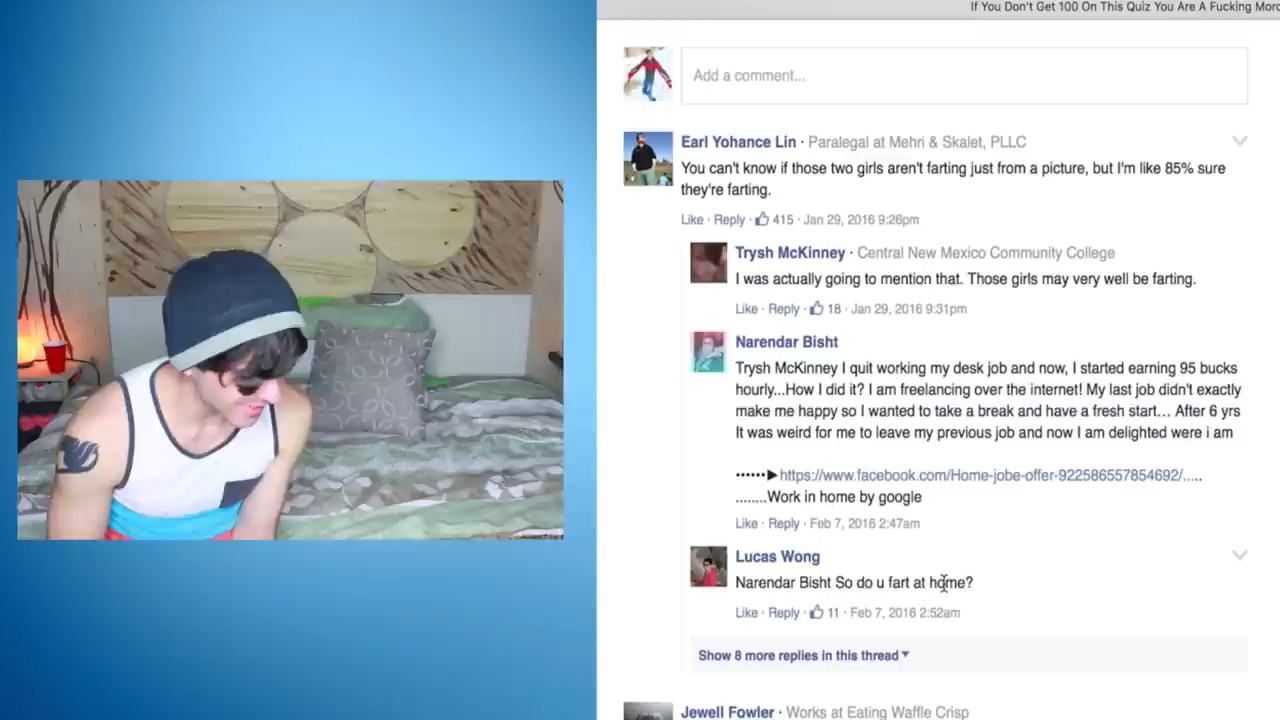 If You Don't Get 100 On This Quiz You Are A Fucking Moro
Add a comment...
Earl Yohance Lin · Paralegal at Mehri & Skalet, PLLC
You can't know if those two girls aren't farting just from a picture, but I'm like 85% sure
they're farting.
Like · Reply · 415 · Jan 29, 2016 9:26pm
Trysh McKinney · Central New Mexico Community College
I was actually going to mention that. Those girls may very well be farting.
Like · Reply · 18 · Jan 29, 2016 9:31pm
Narendar Bisht
Trysh McKinney I quit working my desk job and now, I started earning 95 bucks
hourly...How I did it? I am freelancing over the internet! My last job didn't exactly
make me happy so I wanted to take a break and have a fresh start... After 6 yrs
It was weird for me to leave my previous job and now I am delighted were i am
••••••►https://www.facebook.com/Home-jobe-offer-922586557854692/.....
........Work in home by google
Like · Reply · Feb 7, 2016 2:47am
Lucas Wong
Narendar Bisht So do u fart at home?
Like · Reply · 11 · Feb 7, 2016 2:52am
Show 8 more replies in this thread
Jewell Fowler · Works at Eating Waffle Crisp